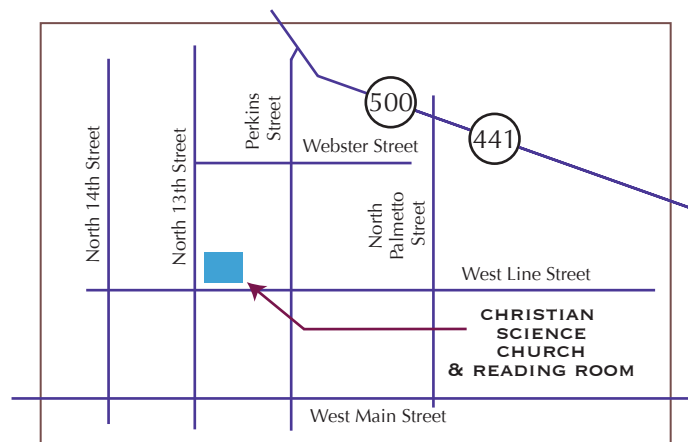 500
441
Perkins
Street
Webster Street
North 14th Street
North 13th Street
North
Palmetto
Street
West Line Street
CHRISTIAN
SCIENCE
CHURCH
& READING ROOM
West Main Street